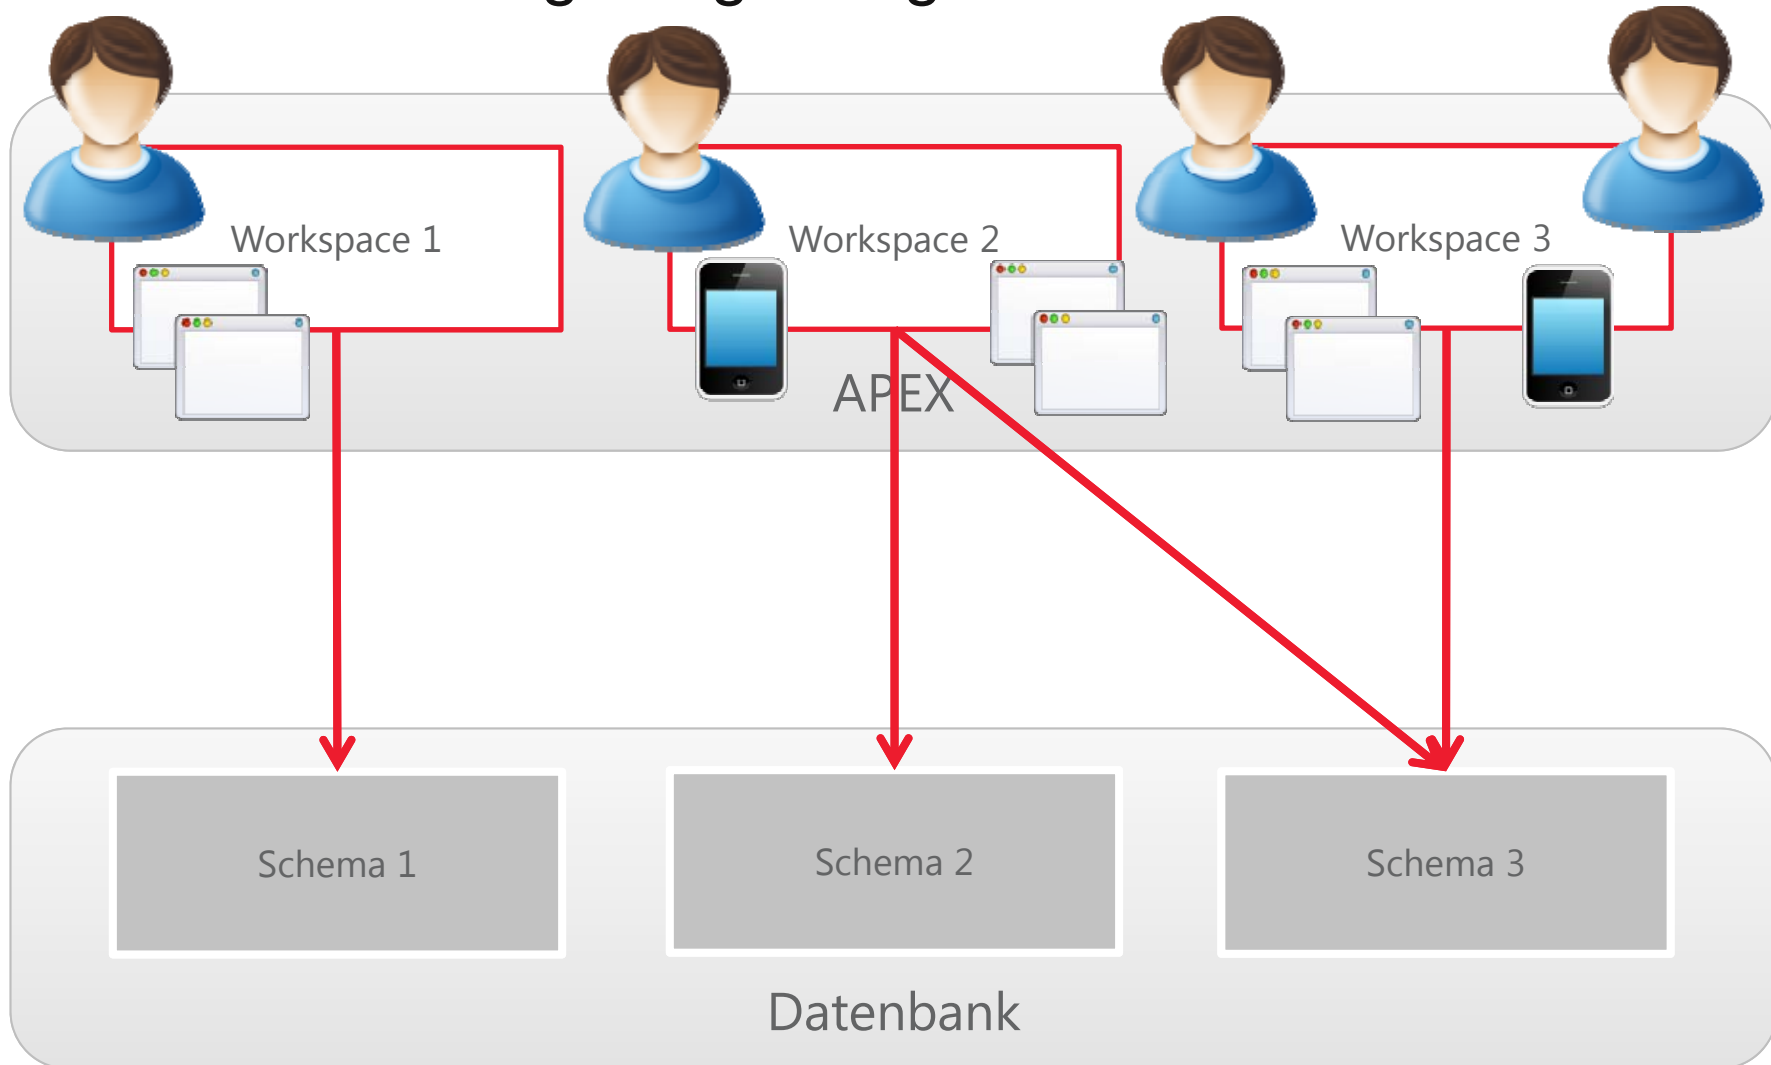 Workspace 1
Workspace 2
Workspace 3
APEX
Schema 1
Schema 2
Schema 3
Datenbank